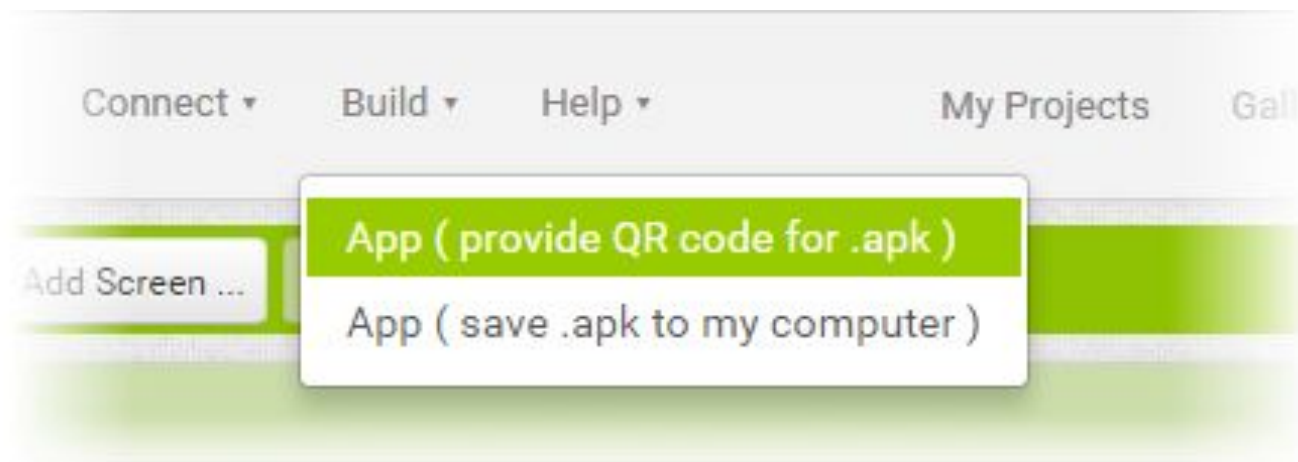 Connect ▾ Build ▾ Help ▾ My Projects Gall
App ( provide QR code for .apk )
Add Screen ...
App ( save .apk to my computer )